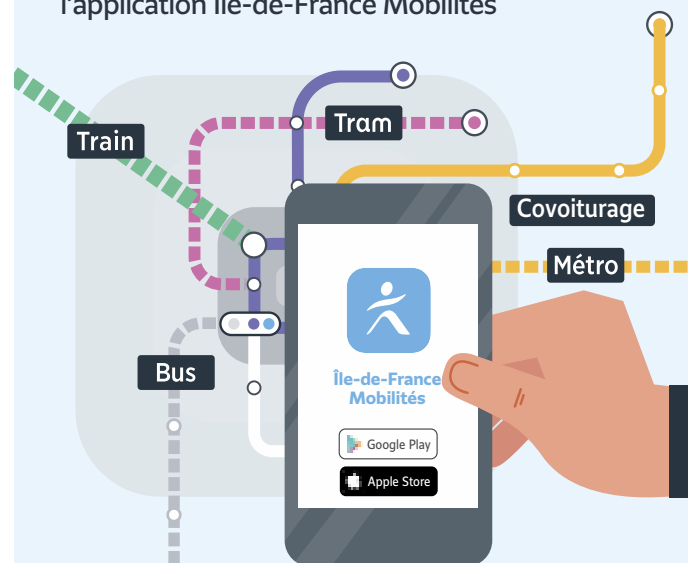 l'application Île-de-France Mobilités
Tram
Train
Covoiturage
Métro
Bus
Île-de-France
Mobilités
Google Play
Apple Store